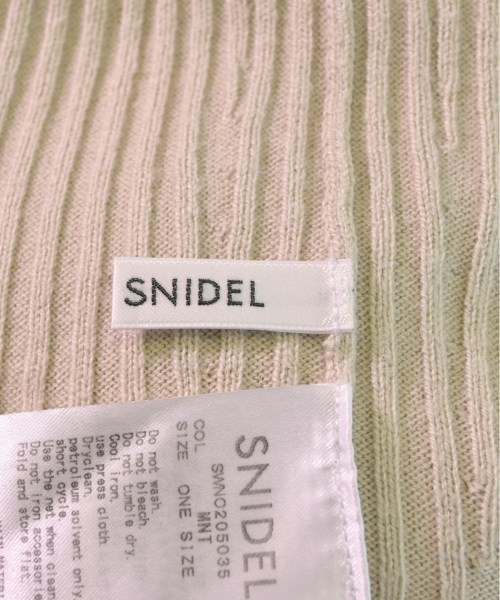 SNIDEL
SNIDEL
SWNO205035
COL MNT
SIZE ONE SIZE
Do not wash.
Do not bleach.
Do not tumble dry.
Cool iron.
use press cloth.
Dryclean,
petroleum solvent only,
short cycle.
Use the net when clean
Do not iron accessorie
Fold and store flat.